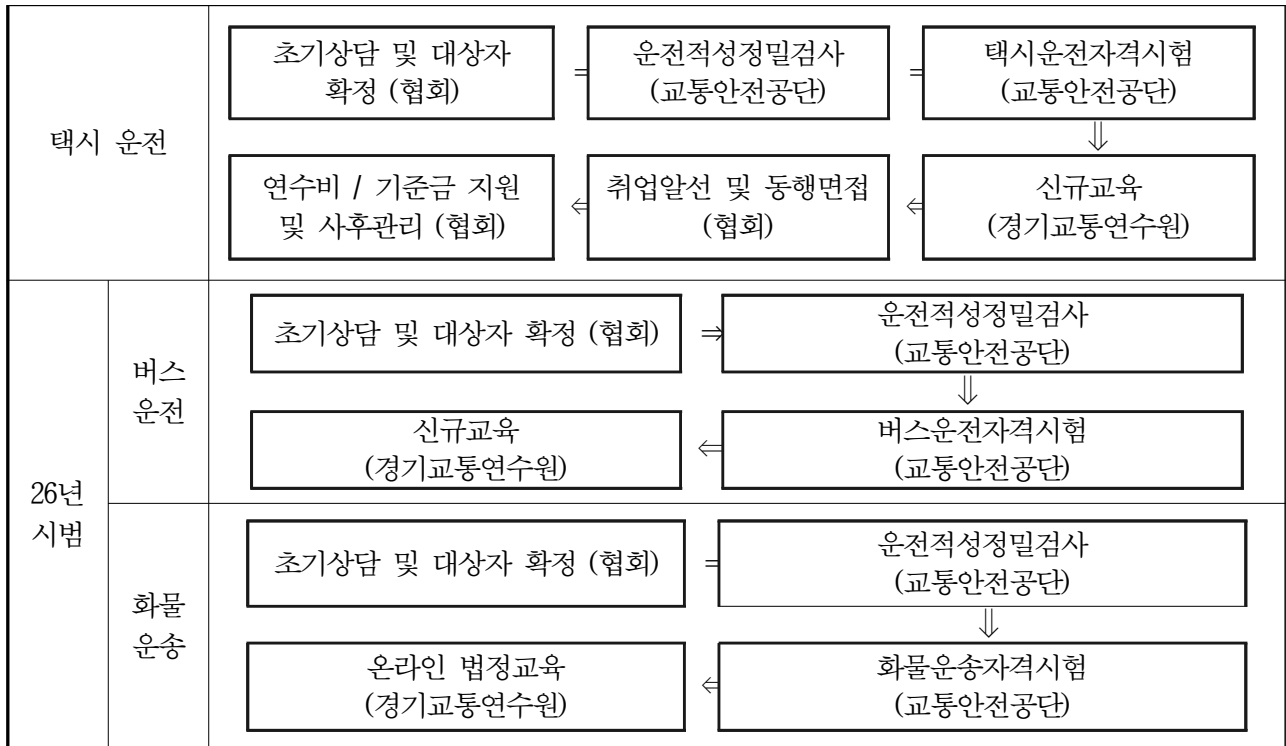 택시 운전
초기상담 및 대상자
확정 (협회)
=
운전적성정밀검사
(교통안전공단)
=
택시운전자격시험
(교통안전공단)
⇓
신규교육
(경기교통연수원)
⇐
취업알선 및 동행면접
(협회)
⇐
연수비 / 기준금 지원
및 사후관리 (협회)
26년
시범
버스
운전
초기상담 및 대상자 확정 (협회)
⇒
운전적성정밀검사
(교통안전공단)
⇓
버스운전자격시험
(교통안전공단)
⇐
신규교육
(경기교통연수원)
화물
운송
초기상담 및 대상자 확정 (협회)
=
운전적성정밀검사
(교통안전공단)
⇓
화물운송자격시험
(교통안전공단)
⇐
온라인 법정교육
(경기교통연수원)